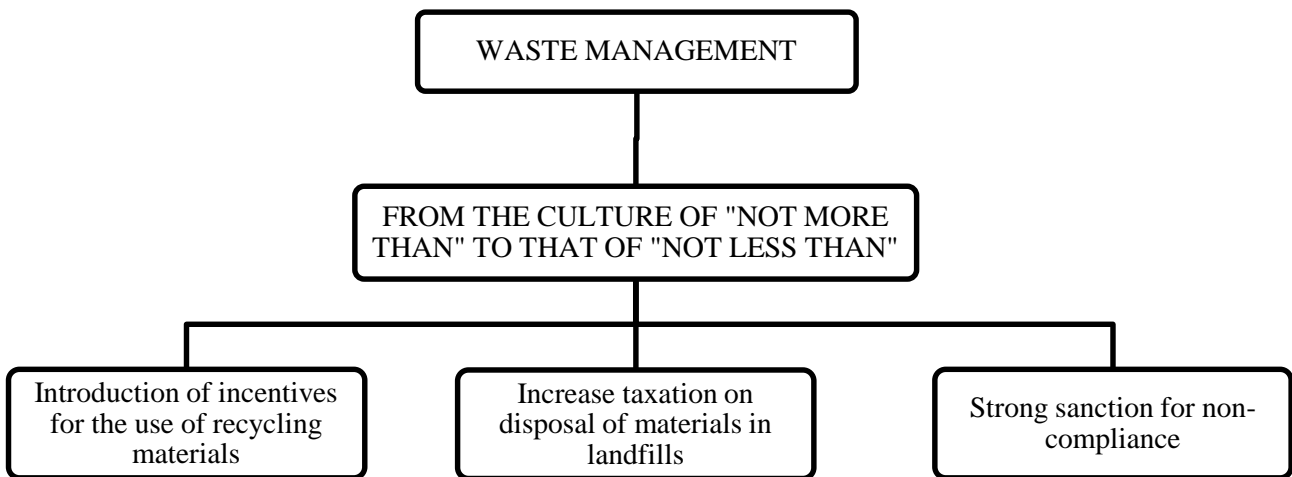 WASTE MANAGEMENT
FROM THE CULTURE OF "NOT MORE
THAN" TO THAT OF "NOT LESS THAN"
Introduction of incentives
for the use of recycling
materials
Increase taxation on
disposal of materials in
landfills
Strong sanction for non-
compliance